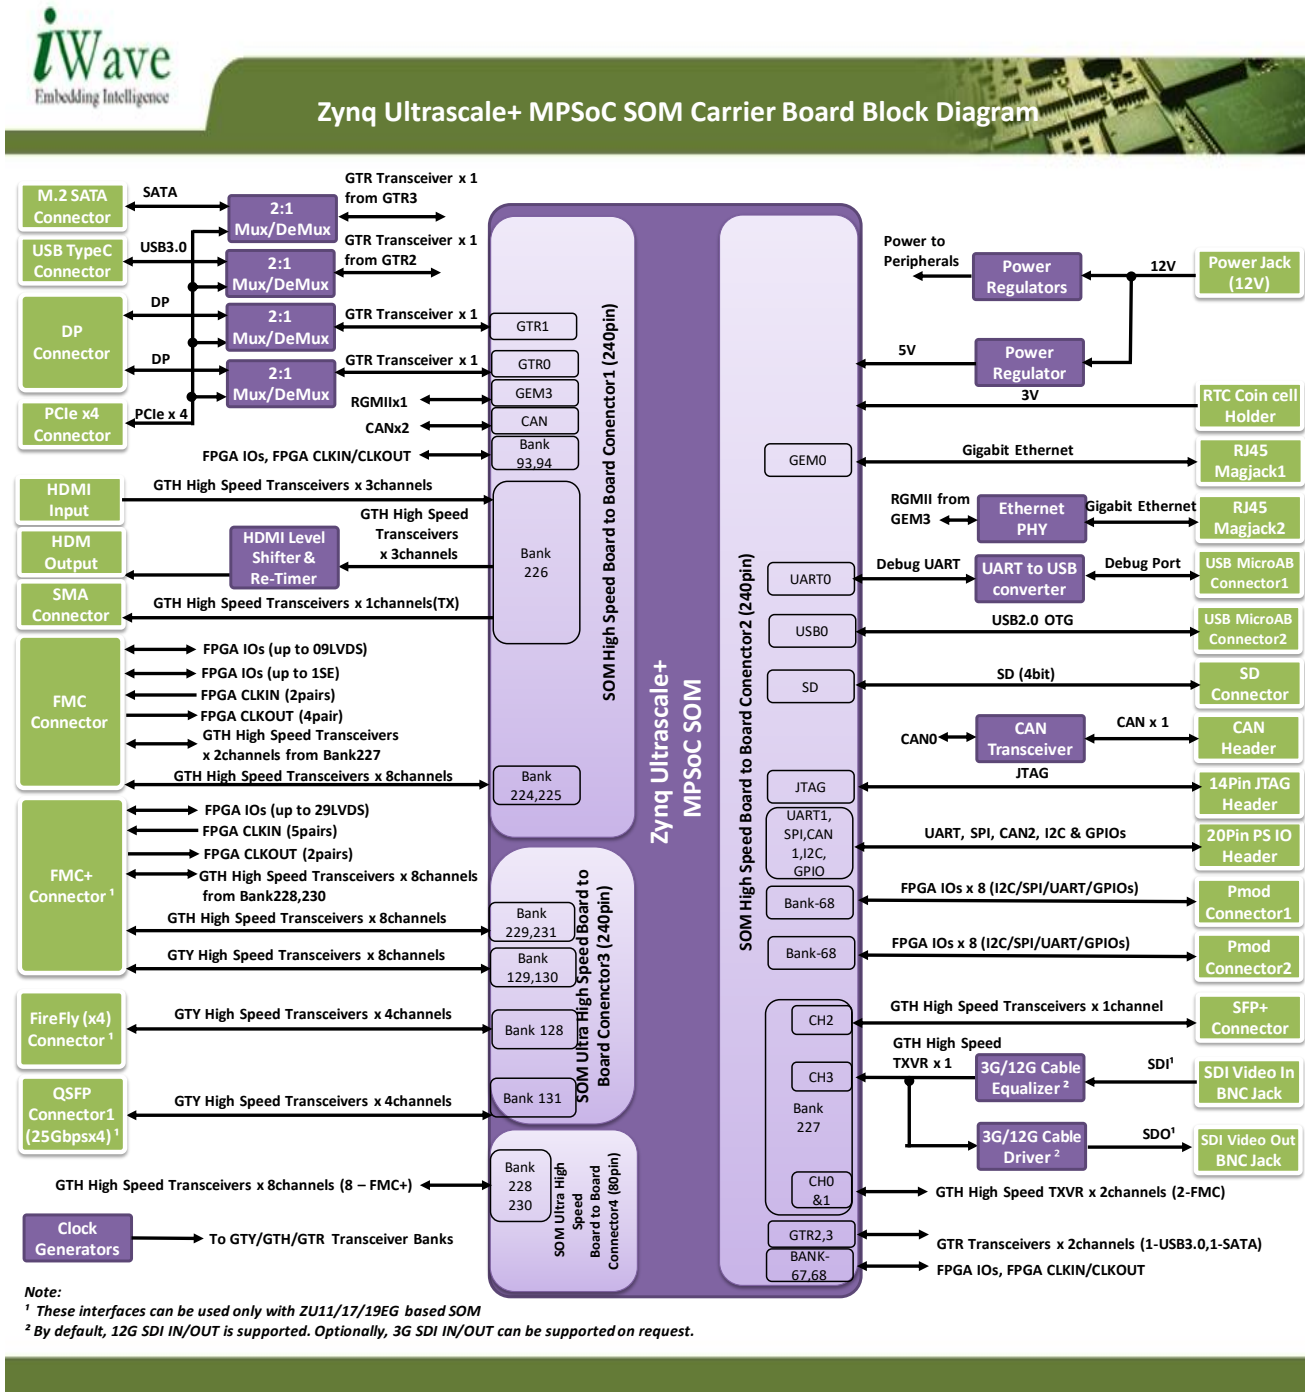 iWave
Embedding Intelligence
Zynq Ultrascale+ MPSoC SOM Carrier Board Block Diagram
M.2 SATA
Connector
SATA
2:1
Mux/DeMux
GTR Transceiver x 1
from GTR3
USB TypeC
Connector
USB3.0
2:1
Mux/DeMux
GTR Transceiver x 1
from GTR2
DP
Connector
DP
2:1
Mux/DeMux
GTR Transceiver x 1
GTR1
DP
2:1
Mux/DeMux
GTR Transceiver x 1
GTR0
PCIe x4
Connector
PCIe x 4
RGMIIx1
GEM3
CANx2
CAN
FPGA IOs, FPGA CLKIN/CLKOUT
Bank
93,94
HDMI
Input
GTH High Speed Transceivers x 3channels
HDM
Output
HDMI Level
Shifter &
Re-Timer
GTH High Speed
Transceivers
x 3channels
Bank
226
SMA
Connector
GTH High Speed Transceivers x 1channels(TX)
FMC
Connector
FPGA IOs (up to 09LVDS)
FPGA IOs (up to 1SE)
FPGA CLKIN (2pairs)
FPGA CLKOUT (4pair)
GTH High Speed Transceivers
x 2channels from Bank227
GTH High Speed Transceivers x 8channels
Bank
224,225
SOM High Speed Board to Board Conenctor1 (240pin)
FMC+
Connector ¹
FPGA IOs (up to 29LVDS)
FPGA CLKIN (5pairs)
FPGA CLKOUT (2pairs)
GTH High Speed Transceivers x 8channels
from Bank228,230
GTH High Speed Transceivers x 8channels
Bank
229,231
GTY High Speed Transceivers x 8channels
Bank
129,130
FireFly (x4)
Connector ¹
GTY High Speed Transceivers x 4channels
Bank 128
QSFP
Connector1
(25Gbpsx4) ¹
GTY High Speed Transceivers x 4channels
Bank 131
SOM Ultra High Speed Board to
Board Conenctor3 (240pin)
GTH High Speed Transceivers x 8channels (8 – FMC+)
Bank
228
230
SOM Ultra High
Speed
Board to Board
Connector4 (80pin)
Clock
Generators
To GTY/GTH/GTR Transceiver Banks
Zynq Ultrascale+
MPSoC SOM
SOM High Speed Board to Board Conenctor2 (240pin)
Power to
Peripherals
Power
Regulators
12V
Power Jack
(12V)
5V
Power
Regulator
3V
RTC Coin cell
Holder
GEM0
Gigabit Ethernet
RJ45
Magjack1
RGMII from
GEM3
Ethernet
PHY
Gigabit Ethernet
RJ45
Magjack2
UART0
Debug UART
UART to USB
converter
Debug Port
USB MicroAB
Connector1
USB0
USB2.0 OTG
USB MicroAB
Connector2
SD
SD (4bit)
SD
Connector
CAN0
CAN
Transceiver
CAN x 1
CAN
Header
JTAG
JTAG
14Pin JTAG
Header
UART1,
SPI,CAN
1,I2C,
GPIO
UART, SPI, CAN2, I2C & GPIOs
20Pin PS IO
Header
Bank-68
FPGA IOs x 8 (I2C/SPI/UART/GPIOs)
Pmod
Connector1
Bank-68
FPGA IOs x 8 (I2C/SPI/UART/GPIOs)
Pmod
Connector2
CH2
GTH High Speed Transceivers x 1channel
SFP+
Connector
CH3
GTH High Speed
TXVR x 1
3G/12G Cable
Equalizer ²
SDI¹
SDI Video In
BNC Jack
Bank
227
3G/12G Cable
Driver ²
SDO¹
SDI Video Out
BNC Jack
CH0
&1
GTH High Speed TXVR x 2channels (2-FMC)
GTR2,3
GTR Transceivers x 2channels (1-USB3.0,1-SATA)
BANK-
67,68
FPGA IOs, FPGA CLKIN/CLKOUT
Note:
¹ These interfaces can be used only with ZU11/17/19EG based SOM
² By default, 12G SDI IN/OUT is supported. Optionally, 3G SDI IN/OUT can be supported on request.